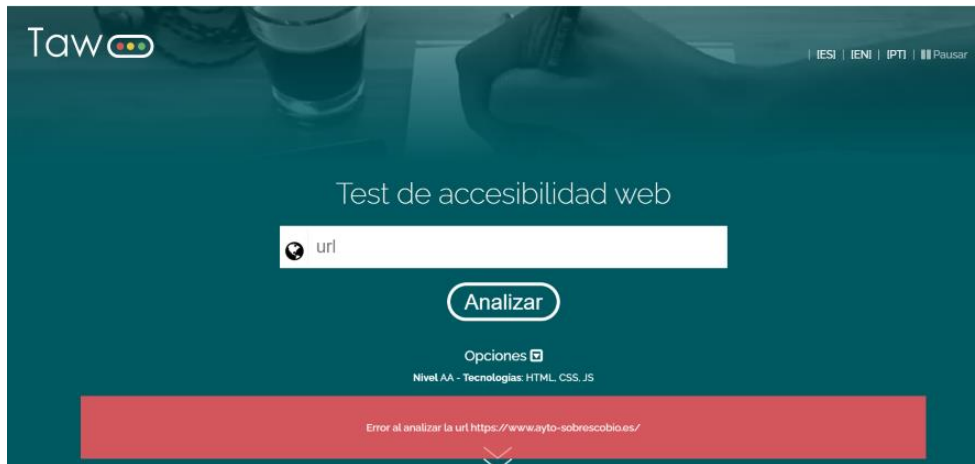 Taw
| [ES] | [EN] | [PT] | Pausar
Test de accesibilidad web
url
Analizar
Opciones
Nivel AA - Tecnologías: HTML, CSS, JS
Error al analizar la url https://www.ayto-sobrescobio.es/